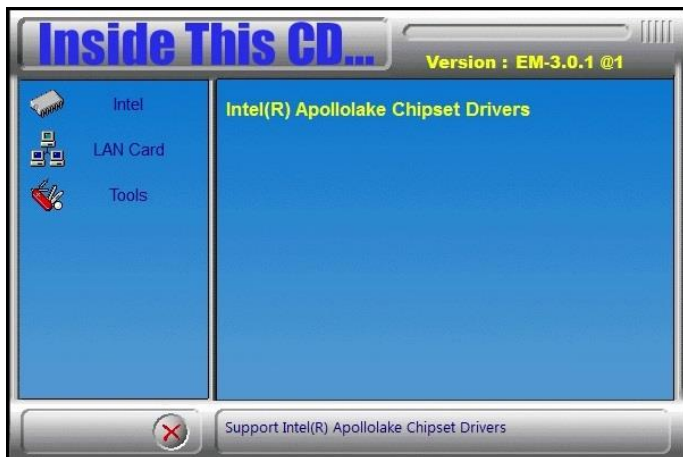 Inside This CD...
Version : EM-3.0.1 @1
Intel
LAN Card
Tools
Intel(R) Apollolake Chipset Drivers
Support Intel(R) Apollolake Chipset Drivers